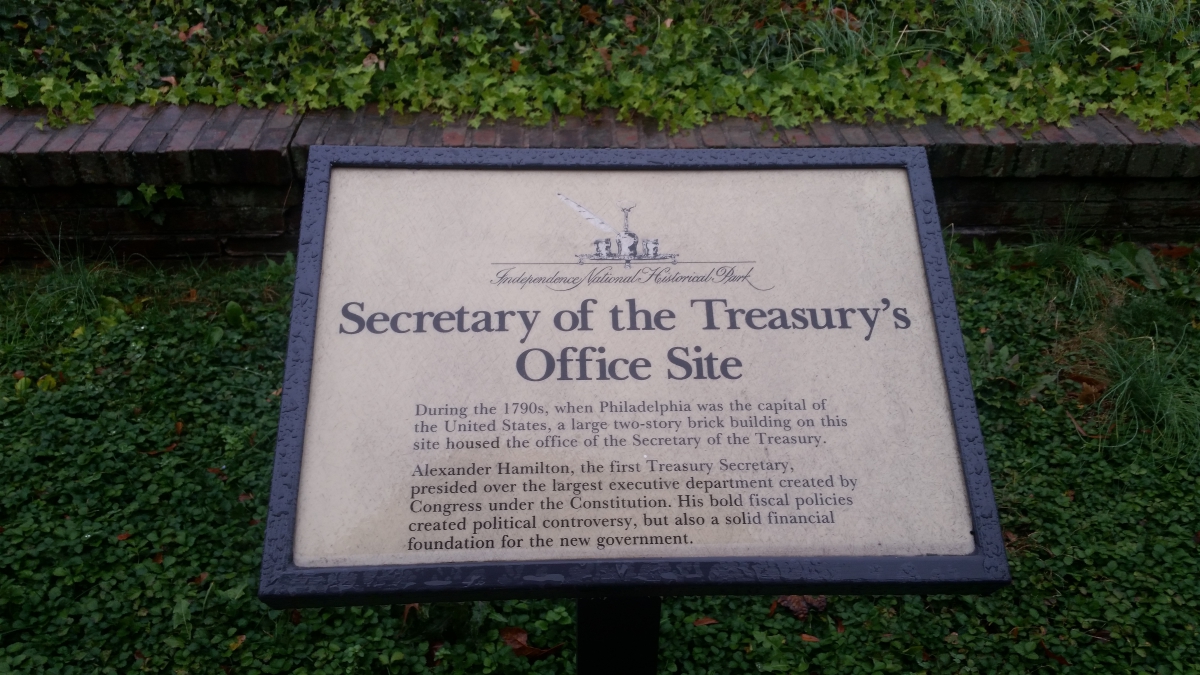 Independence National Historical Park
Secretary of the Treasury's
Office Site
During the 1790s, when Philadelphia was the capital of
the United States, a large two-story brick building on this
site housed the office of the Secretary of the Treasury.
Alexander Hamilton, the first Treasury Secretary,
presided over the largest executive department created by
Congress under the Constitution. His bold fiscal policies
created political controversy, but also a solid financial
foundation for the new government.